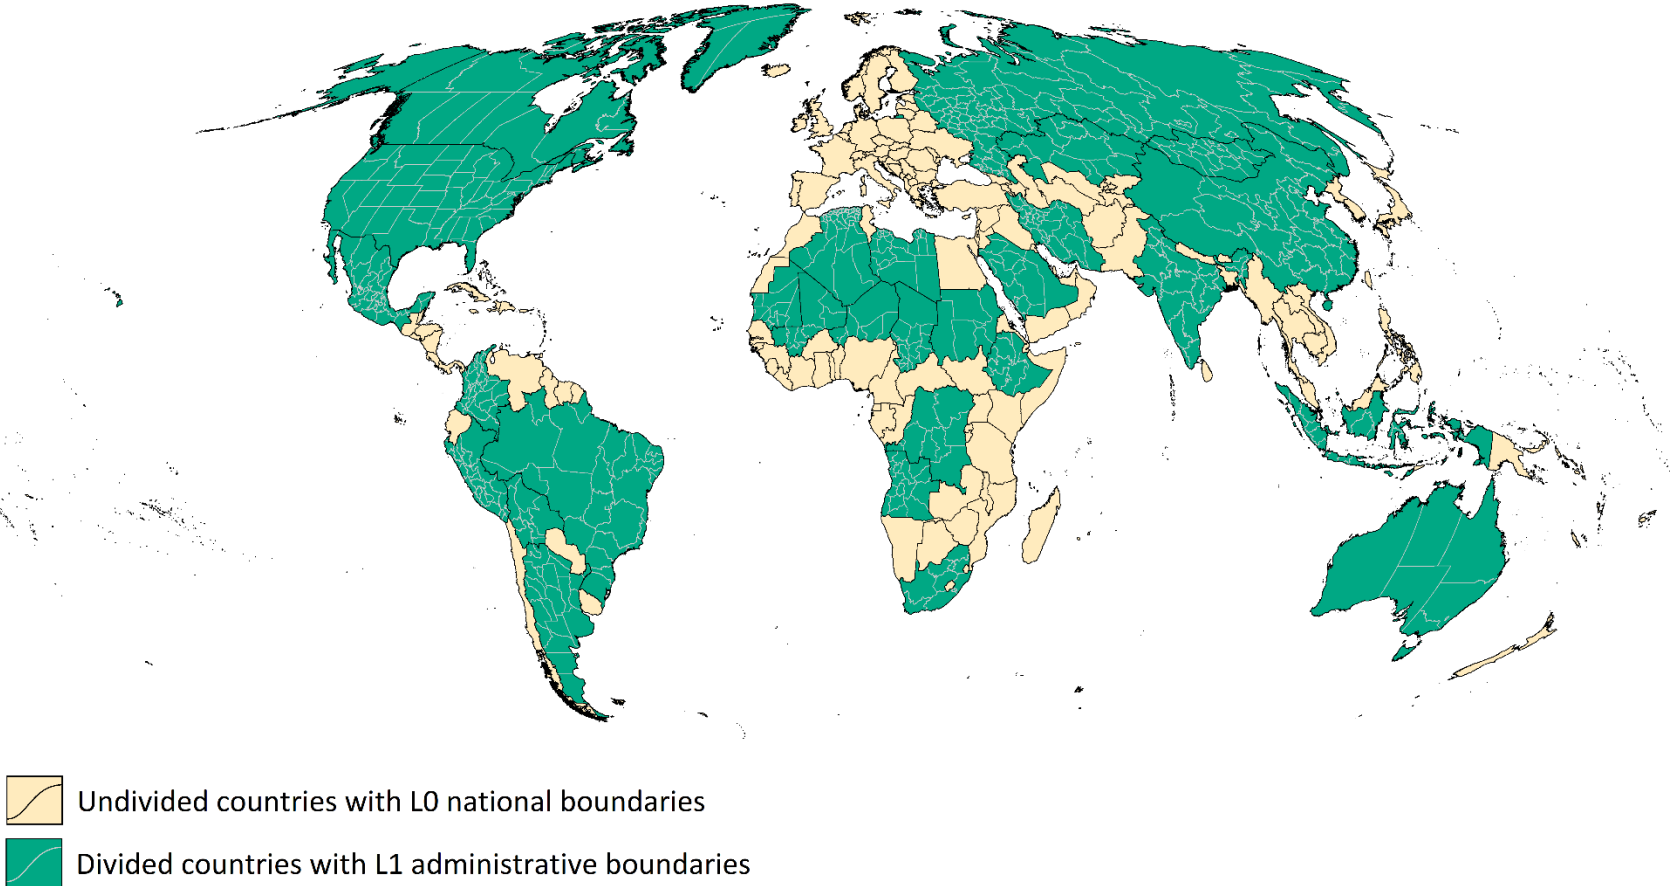 Undivided countries with L0 national boundaries
Divided countries with L1 administrative boundaries